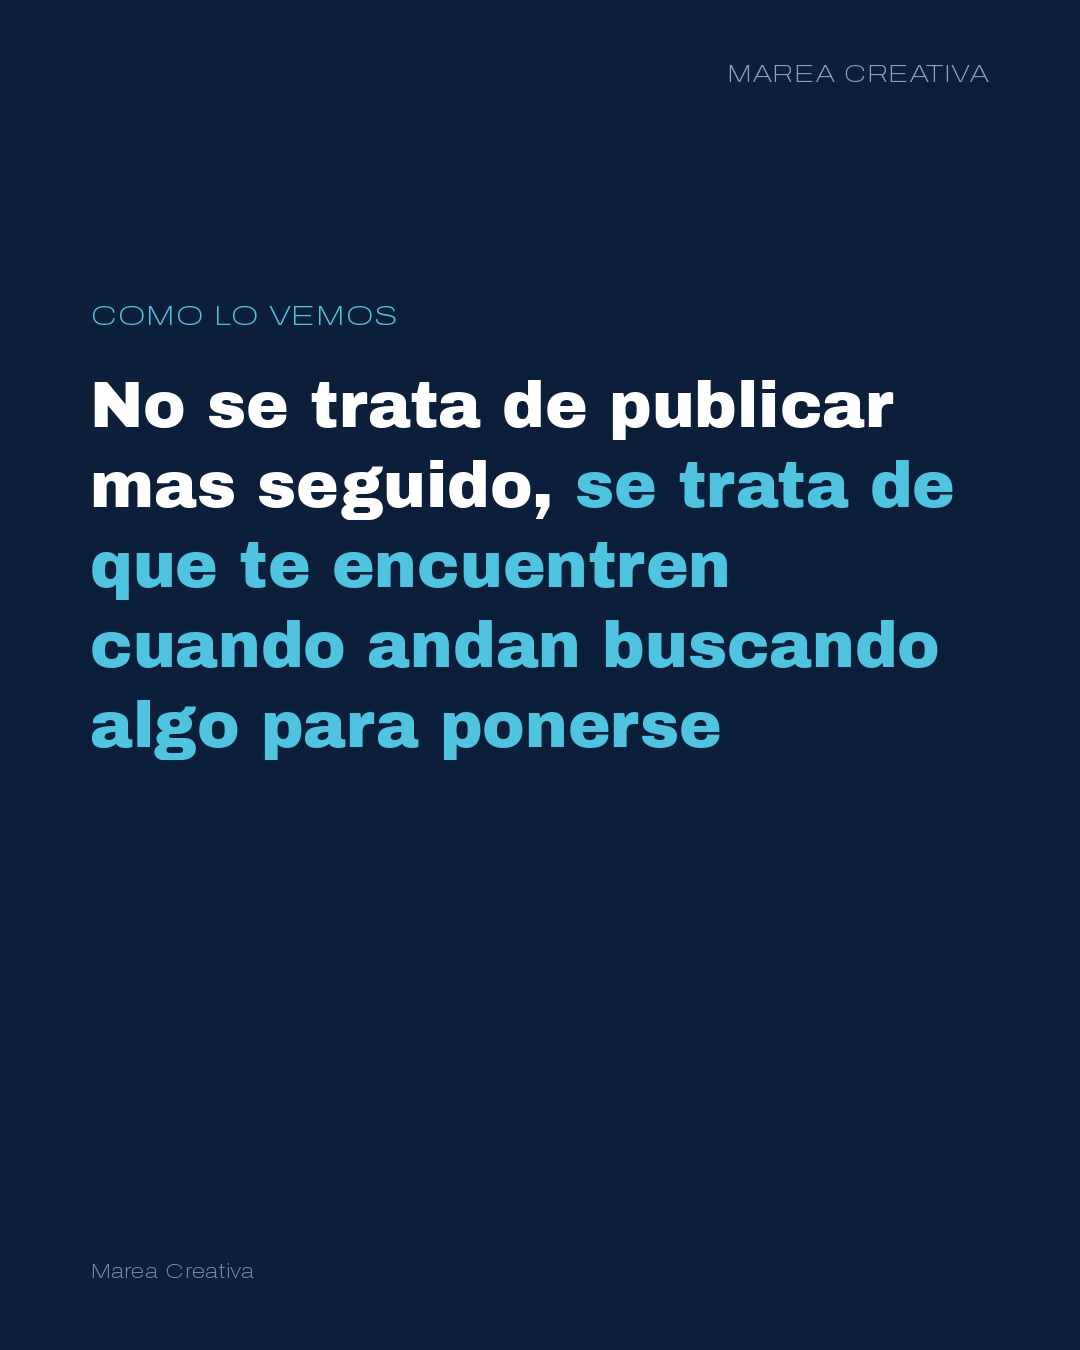 MAREA CREATIVA
COMO LO VEMOS
No se trata de publicar
mas seguido, se trata de
que te encuentren
cuando andan buscando
algo para ponerse
Marea Creativa